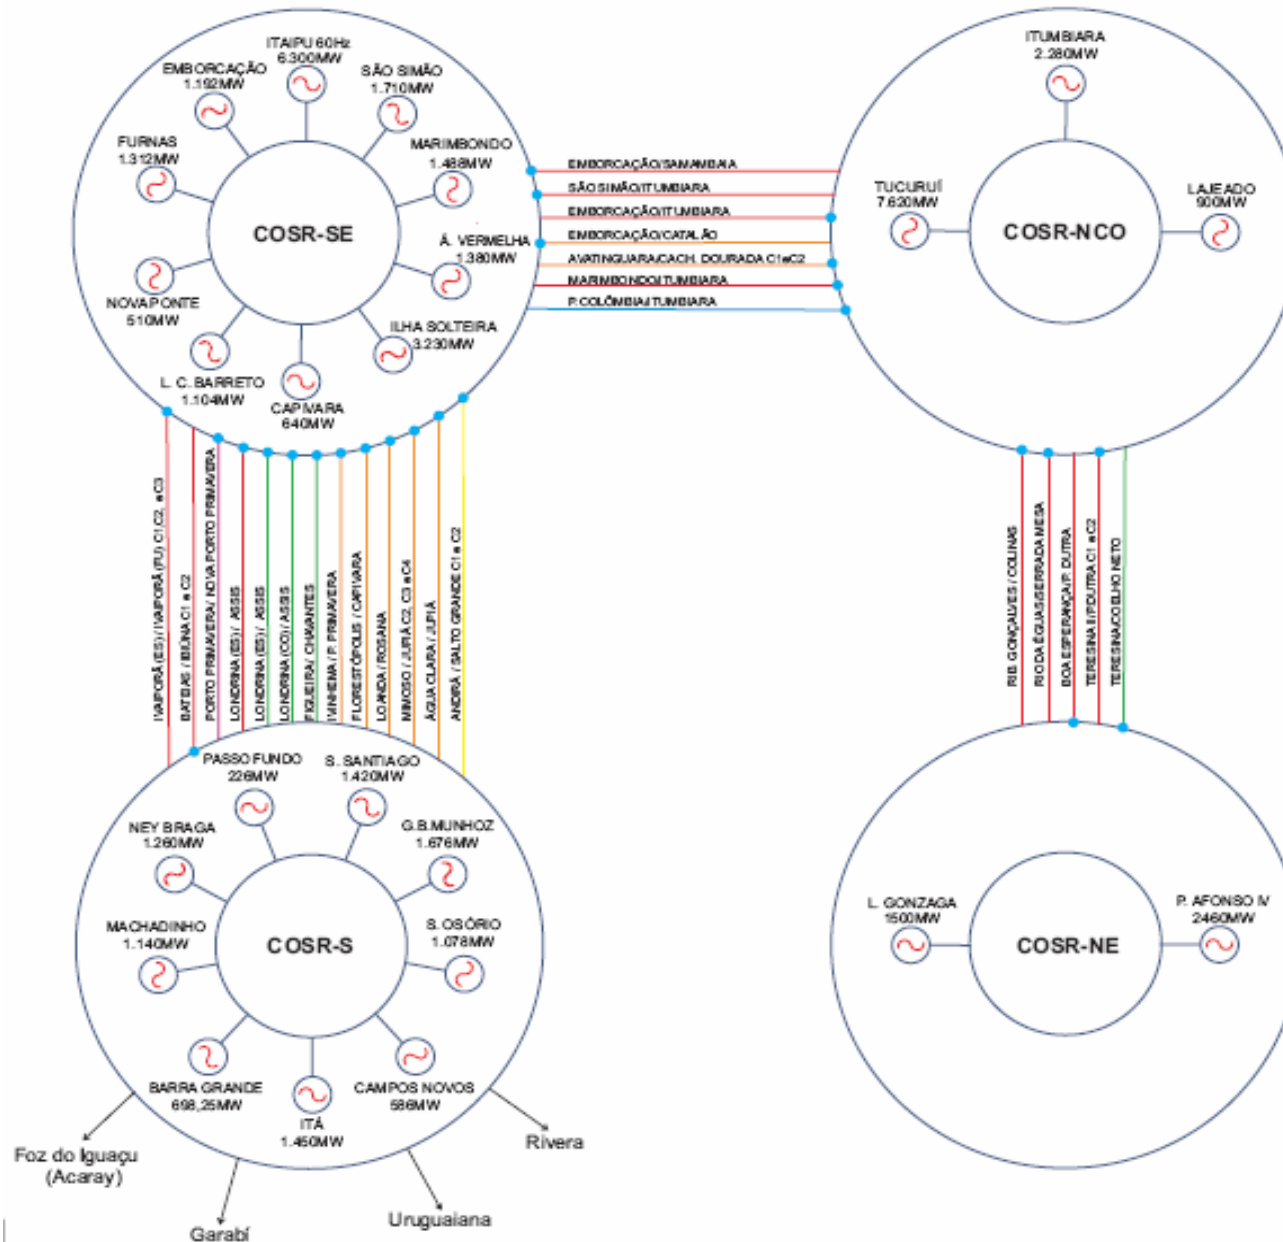 ITAIPU 60Hz
6.300MW
EMBORCAÇÃO
1.192MW
SÃO SIMÃO
1.710MW
FURNAS
1.312MW
MARIMBONDO
1.488MW
COSR-SE
Á. VERMELHA
1.380MW
NOVA PONTE
510MW
ILHA SOLTEIRA
3.230MW
L. C. BARRETO
1.104MW
CAPIVARA
640MW
EMBORCAÇÃO/SAMAMBAIA
SÃO SIMÃO/ITUMBIARA
EMBORCAÇÃO/ITUMBIARA
EMBORCAÇÃO/CATALÃO
AVATINGUARA/CACH. DOURADA C1eC2
MARIMBONDO/ITUMBIARA
P. COLÔMBIA/ITUMBIARA
ITUMBIARA
2.280MW
TUCURUÍ
7.620MW
COSR-NCO
LAJEADO
900MW
IVAIPORÃ (ES) / IVAIPORÃ (FU) C1,C2, eC3
BATEIAS / IBIÚNA C1 e C2
PORTO PRIMAVERA / NOVA PORTO PRIMAVERA
LONDRINA (ES) / ASSIS
LONDRINA (ES) / ASSIS
LONDRINA (CO) / ASSIS
FIGUEIRA / CHAVANTES
IVINHEMA / P. PRIMAVERA
FLORESTÓPOLIS / CAPIVARA
LOANDA / ROSANA
MIMOSO / JUPIÁ C2, C3 e C4
ÁGUA CLARA / JUPIÁ
ANDIRÁ / SALTO GRANDE C1 e C2
RIB. GONÇALVES / COLINAS
RIO DA ÉGUAS/SERRA DA MESA
BOA ESPERANÇA/P. DUTRA
TERESINA II/P.DUTRA C1 e C2
TERESINA/COELHO NETO
PASSO FUNDO
226MW
S. SANTIAGO
1.420MW
NEY BRAGA
1.260MW
G.B.MUNHOZ
1.676MW
MACHADINHO
1.140MW
COSR-S
S. OSÓRIO
1.078MW
BARRA GRANDE
698,25MW
ITÁ
1.450MW
CAMPOS NOVOS
586MW
L. GONZAGA
1500MW
COSR-NE
P. AFONSO IV
2460MW
Foz do Iguaçu
(Acaray)
Garabí
Uruguaiana
Rivera